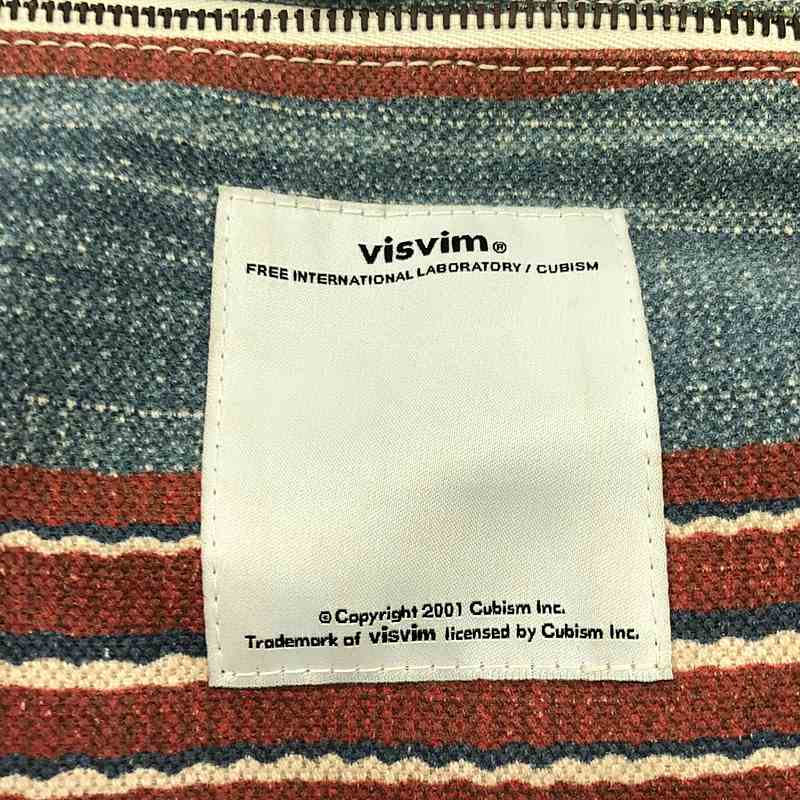 visvim®
FREE INTERNATIONAL LABORATORY / CUBISM
© Copyright 2001 Cubism Inc.
Trademark of visvim licensed by Cubism Inc.